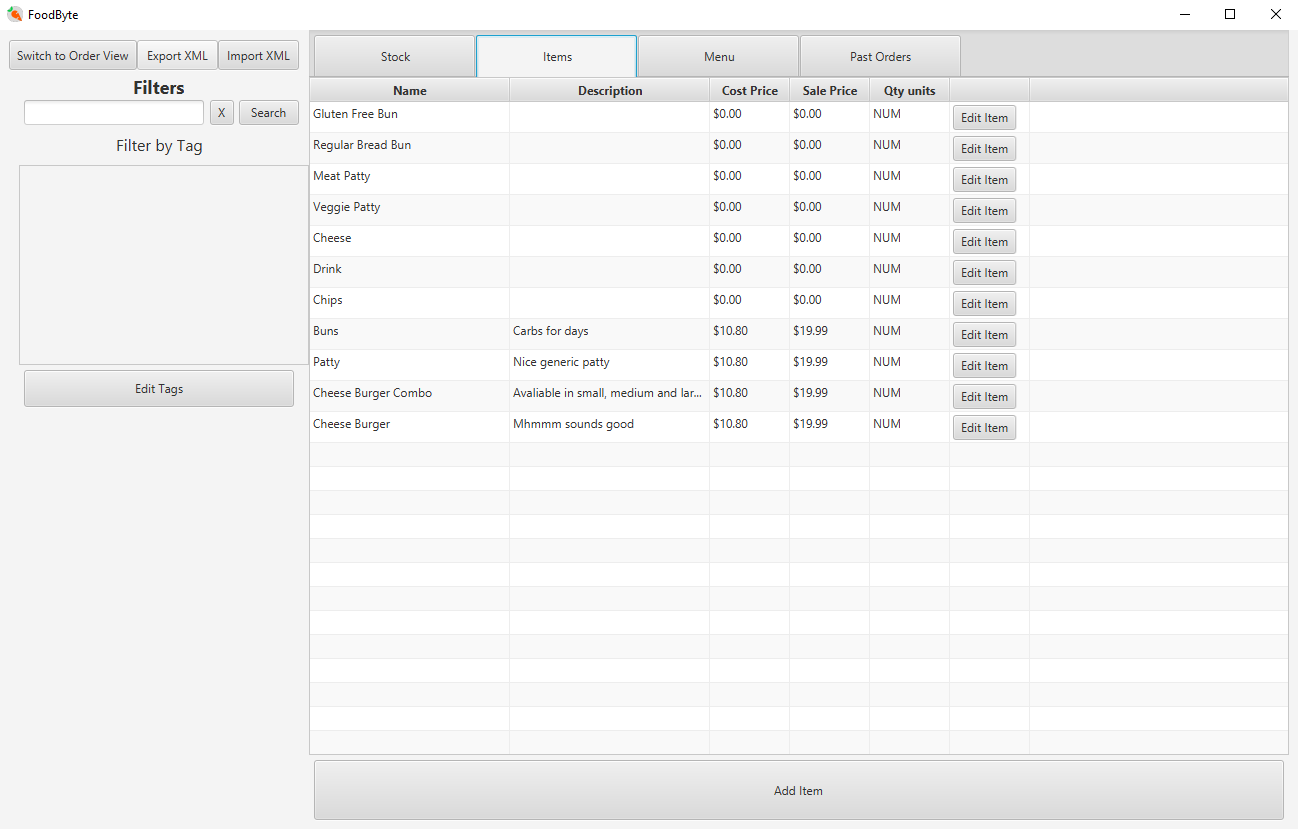 FoodByte
Switch to Order View Export XML Import XML
Filters
X Search
Filter by Tag
Edit Tags
Stock Items Menu Past Orders
Name Description Cost Price Sale Price Qty units
Gluten Free Bun $0.00 $0.00 NUM Edit Item
Regular Bread Bun $0.00 $0.00 NUM Edit Item
Meat Patty $0.00 $0.00 NUM Edit Item
Veggie Patty $0.00 $0.00 NUM Edit Item
Cheese $0.00 $0.00 NUM Edit Item
Drink $0.00 $0.00 NUM Edit Item
Chips $0.00 $0.00 NUM Edit Item
Buns Carbs for days $10.80 $19.99 NUM Edit Item
Patty Nice generic patty $10.80 $19.99 NUM Edit Item
Cheese Burger Combo Avaliable in small, medium and lar... $10.80 $19.99 NUM Edit Item
Cheese Burger Mhmmm sounds good $10.80 $19.99 NUM Edit Item
Add Item